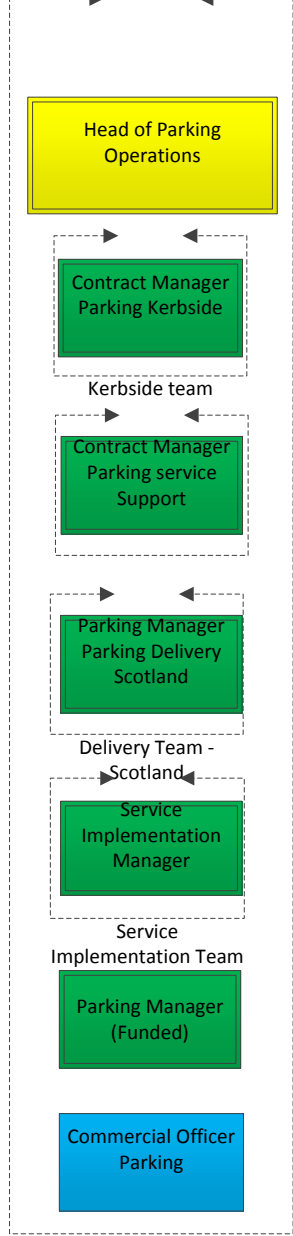 Head of Parking
Operations
Contract Manager
Parking Kerbside
Kerbside team
Contract Manager
Parking service
Support
Parking Manager
Parking Delivery
Scotland
Delivery Team -
Scotland
Service
Implementation
Manager
Service
Implementation Team
Parking Manager
(Funded)
Commercial Officer
Parking